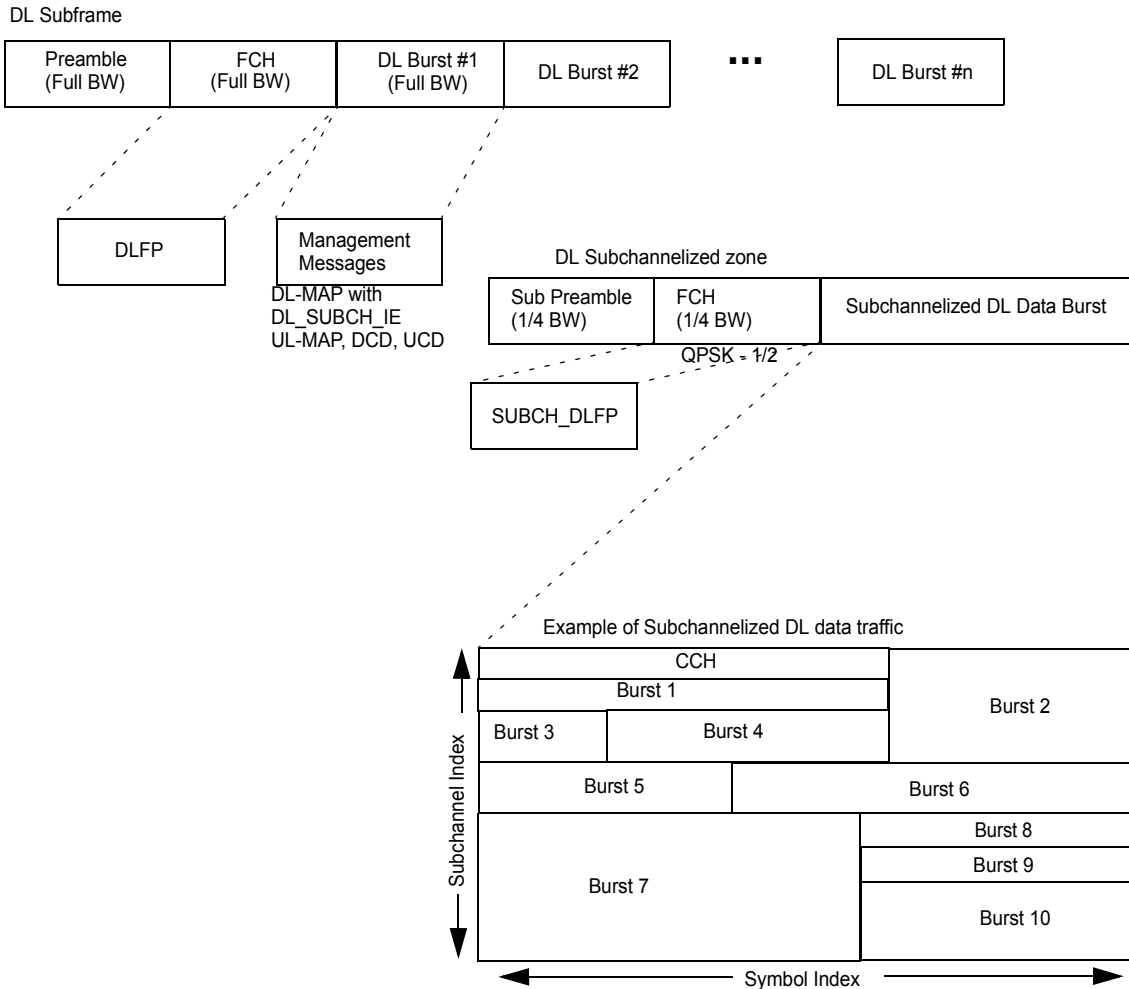 DL Subframe
Preamble
(Full BW)
FCH
(Full BW)
DL Burst #1
(Full BW)
DL Burst #2
...
DL Burst #n
DLFP
Management
Messages
DL-MAP with
DL_SUBCH_IE
UL-MAP, DCD, UCD
DL Subchannelized zone
Sub Preamble
(1/4 BW)
FCH
(1/4 BW)
Subchannelized DL Data Burst
QPSK - 1/2
SUBCH_DLFP
Example of Subchannelized DL data traffic
CCH
Burst 1
Burst 2
Burst 3
Burst 4
Burst 5
Burst 6
Burst 7
Burst 8
Burst 9
Burst 10
Subchannel Index
Symbol Index